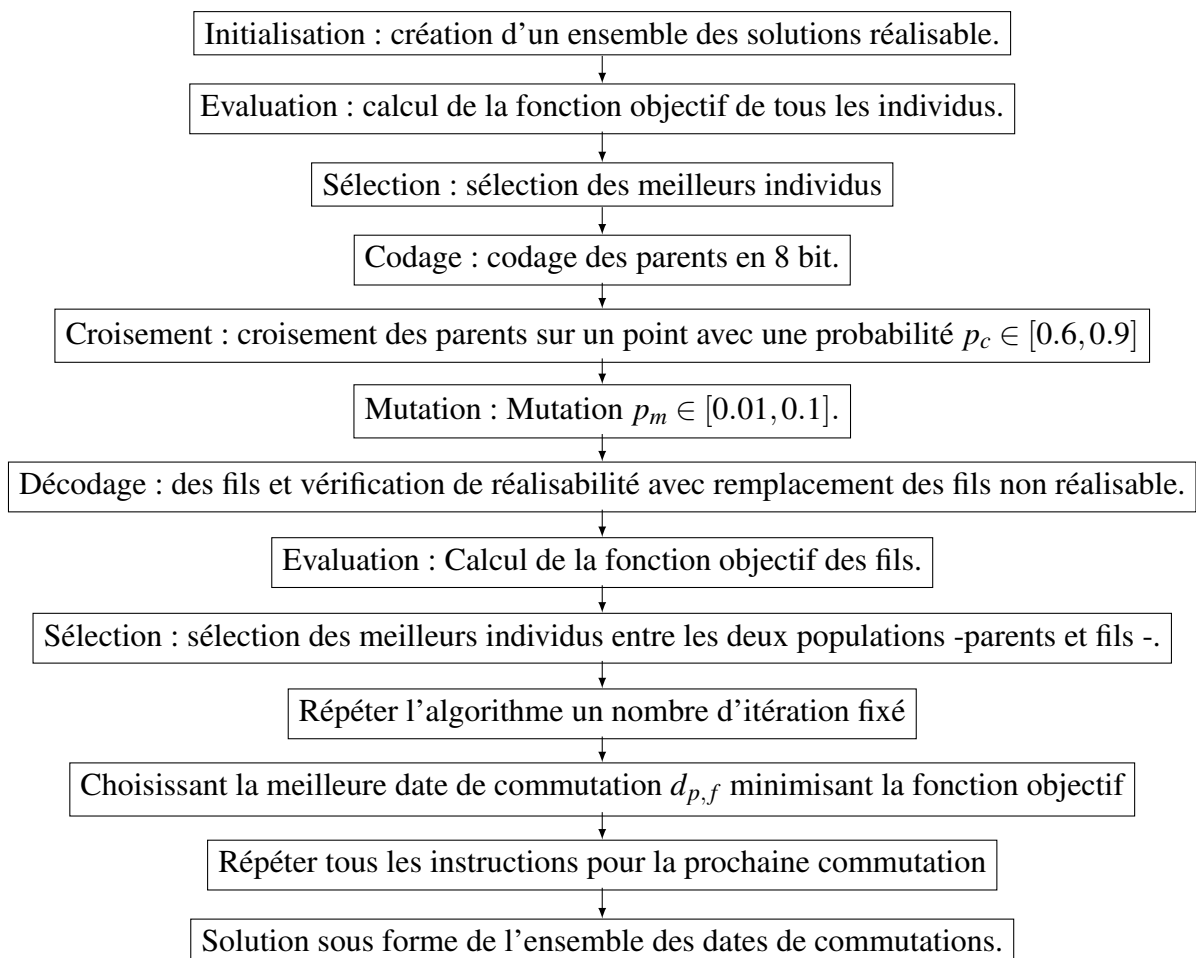 Initialisation : création d’un ensemble des solutions réalisable.
Evaluation : calcul de la fonction objectif de tous les individus.
Sélection : sélection des meilleurs individus
Codage : codage des parents en 8 bit.
Croisement : croisement des parents sur un point avec une probabilité $p_c \in [0.6, 0.9]$
Mutation : Mutation $p_m \in [0.01, 0.1]$.
Décodage : des fils et vérification de réalisabilité avec remplacement des fils non réalisable.
Evaluation : Calcul de la fonction objectif des fils.
Sélection : sélection des meilleurs individus entre les deux populations -parents et fils -.
Répéter l’algorithme un nombre d’itération fixé
Choisissant la meilleure date de commutation $d_{p,f}$ minimisant la fonction objectif
Répéter tous les instructions pour la prochaine commutation
Solution sous forme de l’ensemble des dates de commutations.